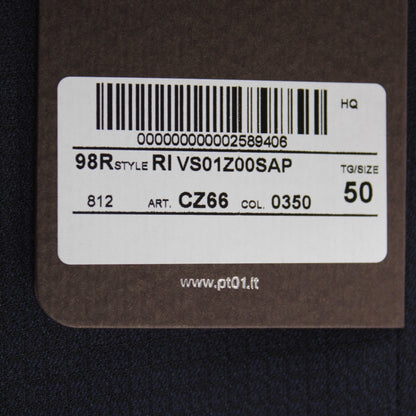 HQ
000000000002589406
98R STYLE RI VS01Z00SAP
TG/SIZE
812 ART. CZ66 COL. 0350 50
www.pt01.it